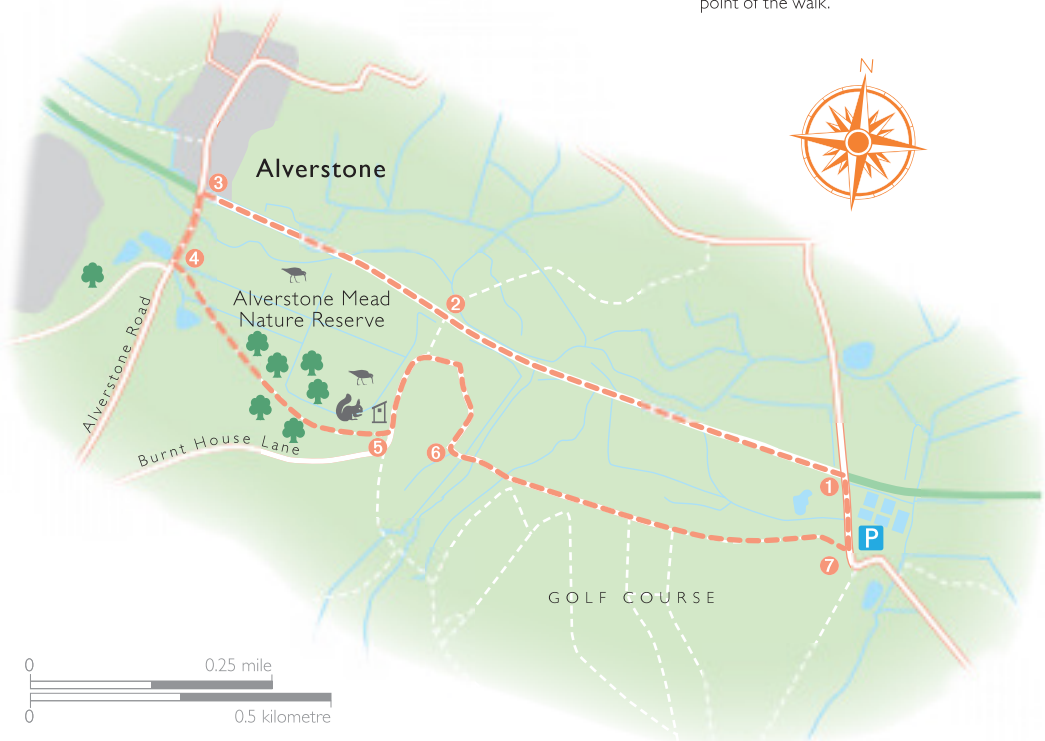 point of the walk.
N
Alverstone
3
4
2
Alverstone Mead
Nature Reserve
Alverstone Road
Burnt House Lane
5
6
1
P
7
GOLF COURSE
0 0.25 mile
0 0.5 kilometre